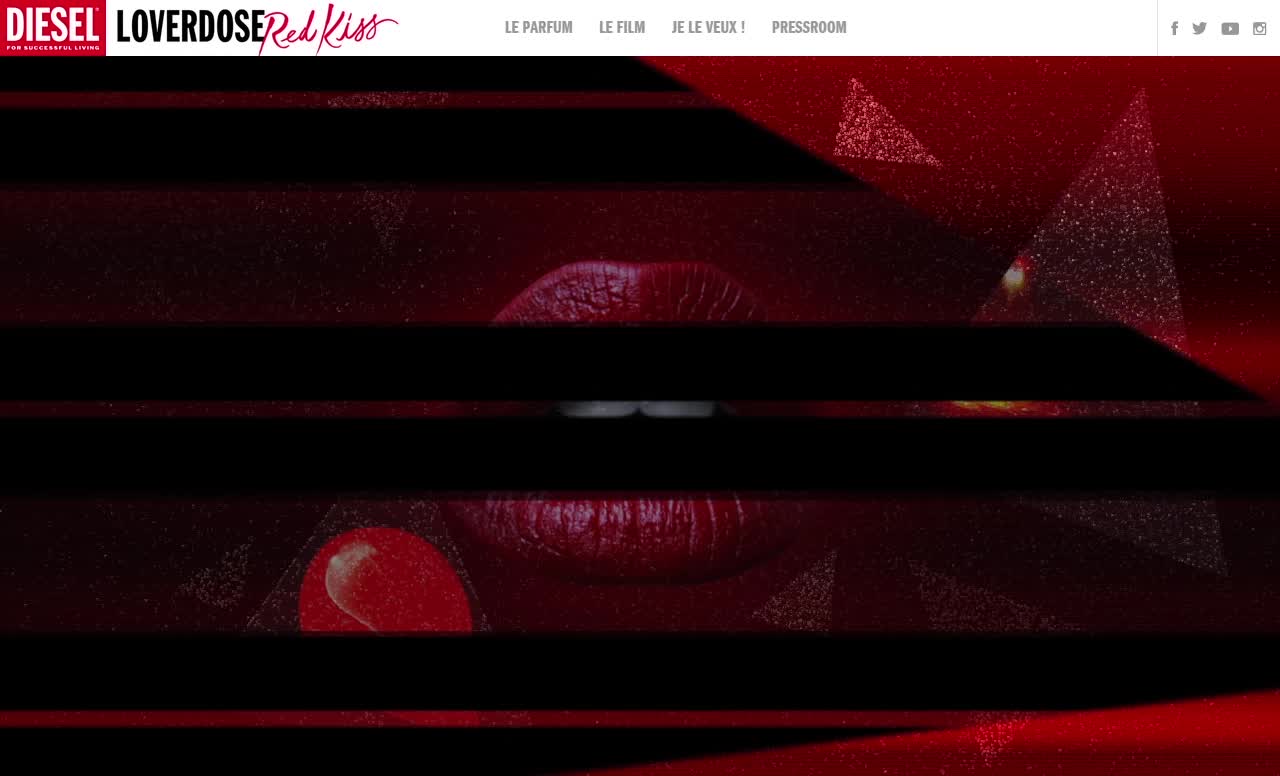 DIESEL®
FOR SUCCESSFUL LIVING
LOVERDOSE Red Kiss
LE PARFUM LE FILM JE LE VEUX ! PRESSROOM